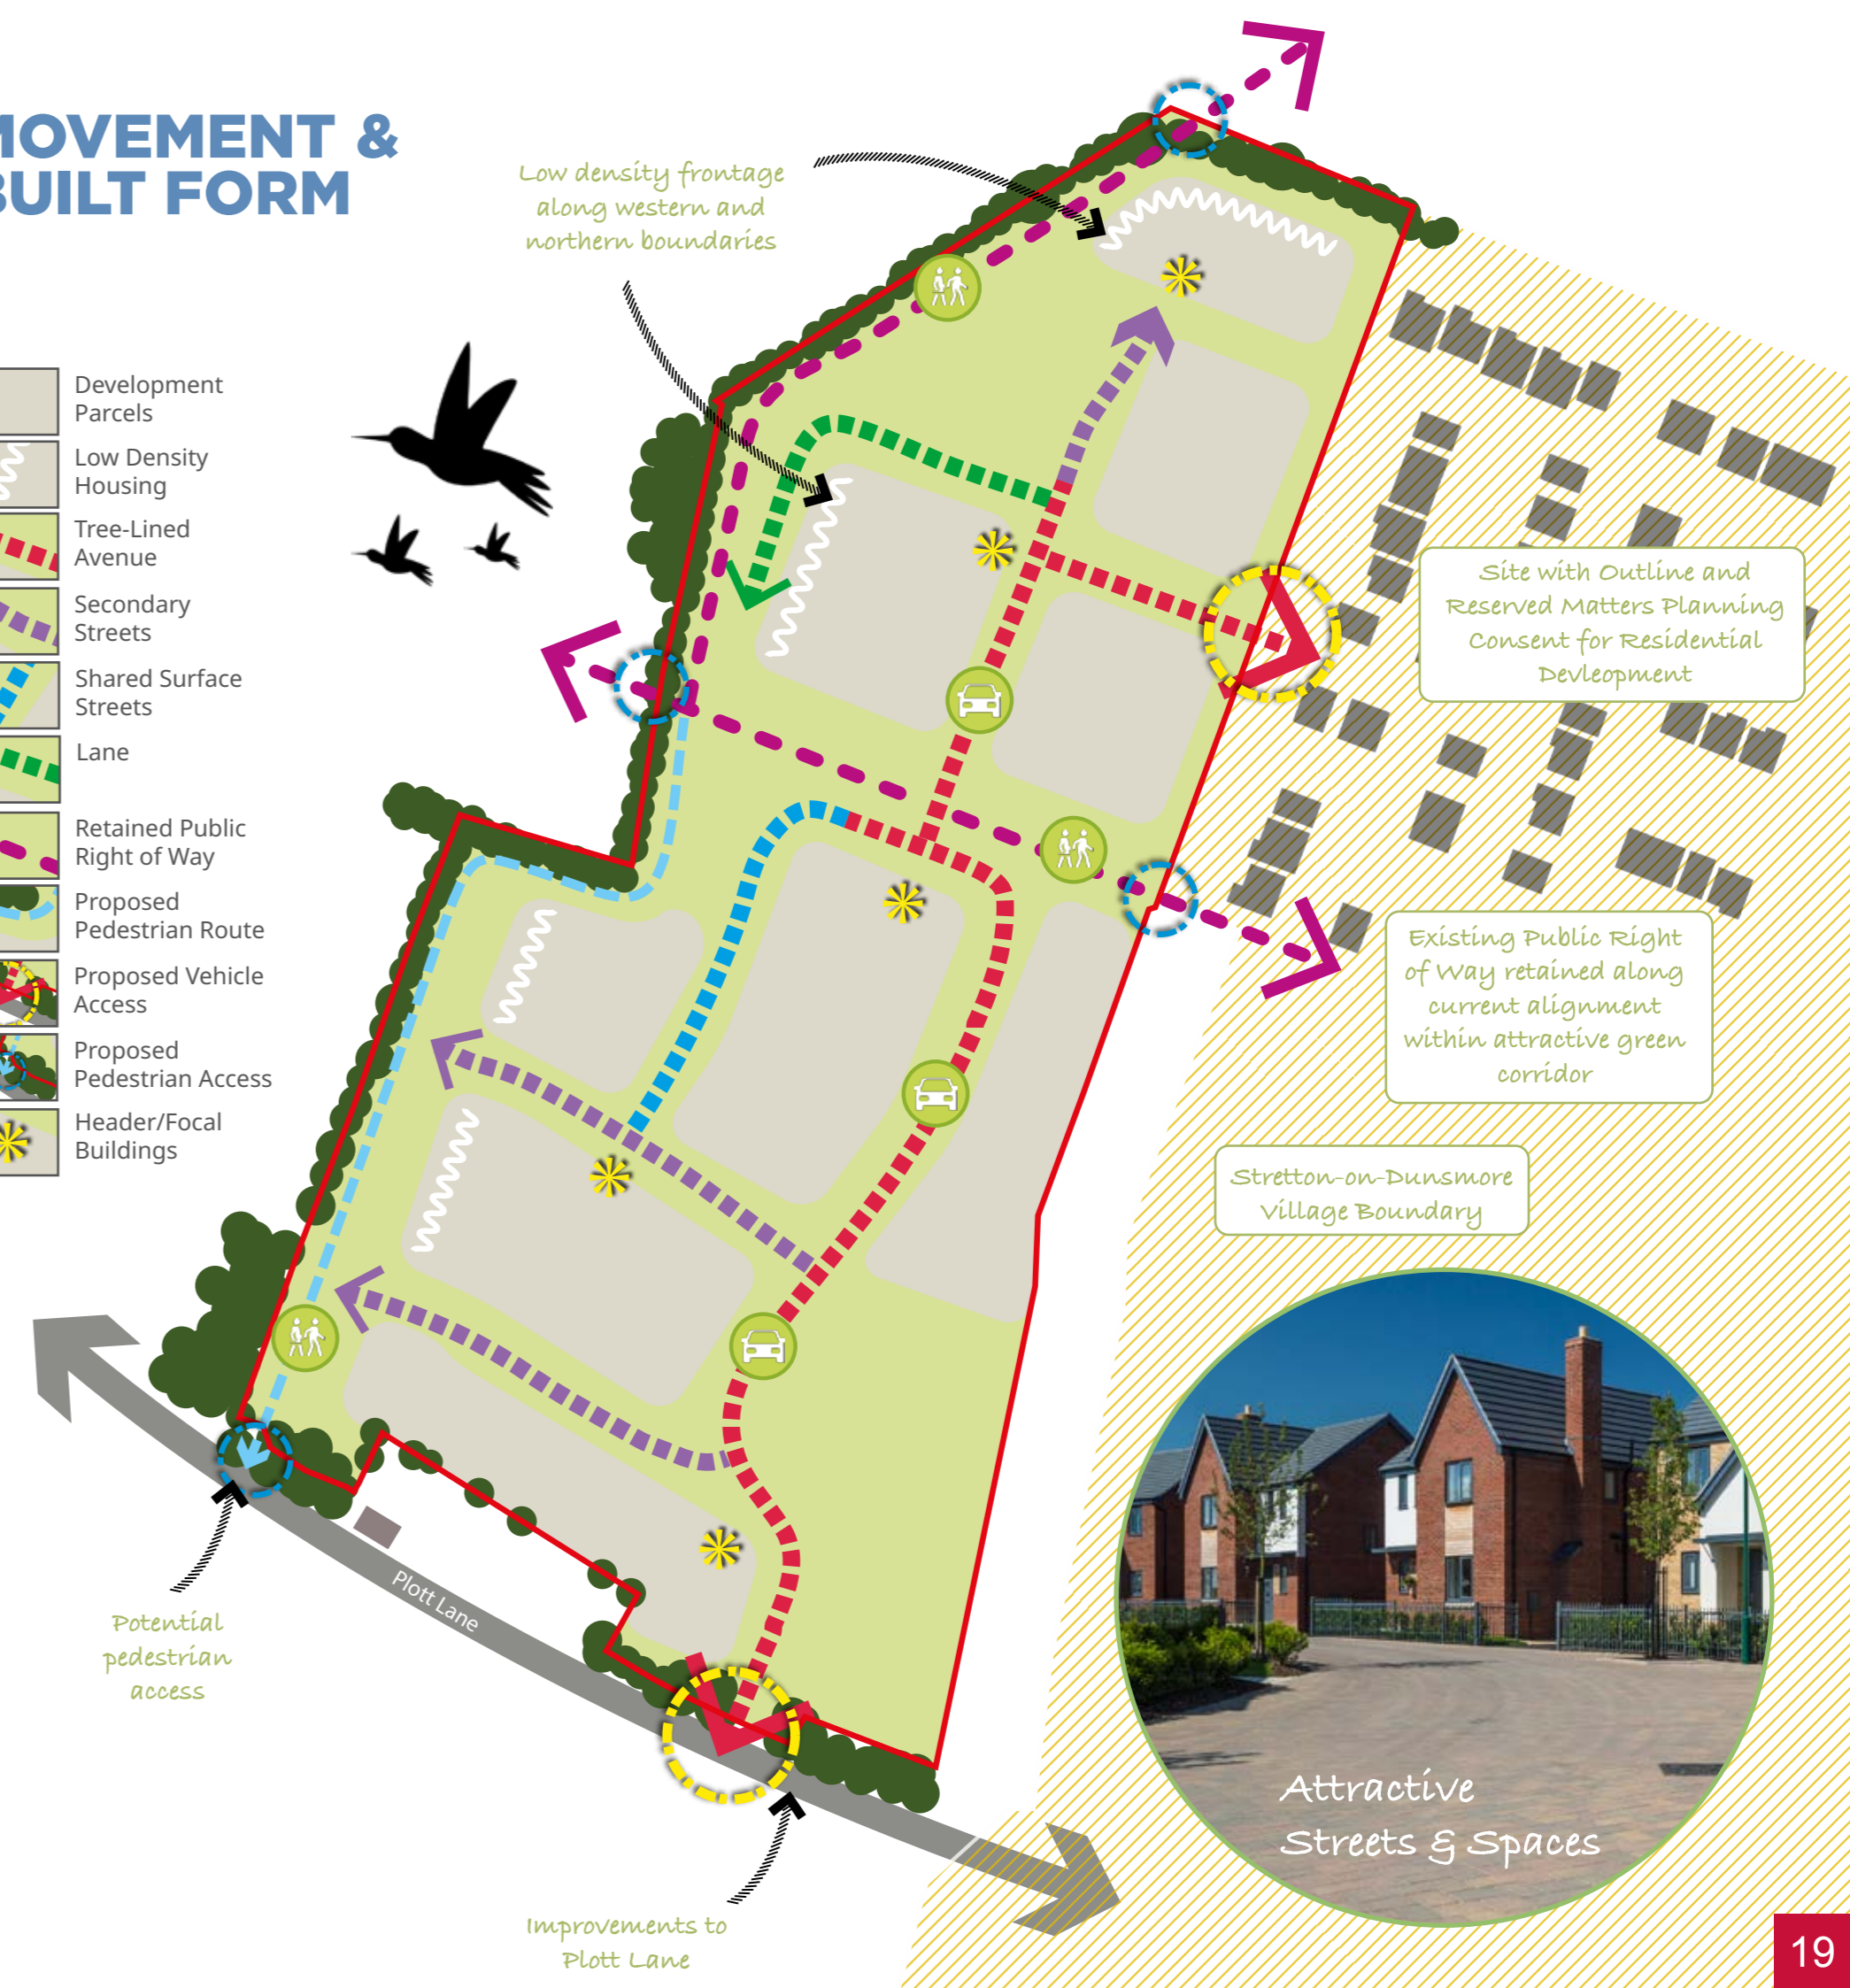 MOVEMENT &
BUILT FORM
Low density frontage
along western and
northern boundaries
Development
Parcels
Low Density
Housing
Tree-Lined
Avenue
Secondary
Streets
Shared Surface
Streets
Lane
Retained Public
Right of Way
Proposed
Pedestrian Route
Proposed Vehicle
Access
Proposed
Pedestrian Access
Header/Focal
Buildings
Site with Outline and
Reserved Matters Planning
Consent for Residential
Devleopment
Existing Public Right
of Way retained along
current alignment
within attractive green
corridor
Stretton-on-Dunsmore
Village Boundary
Plott Lane
Potential
pedestrian
access
Attractive
Streets & Spaces
Improvements to
Plott Lane
19